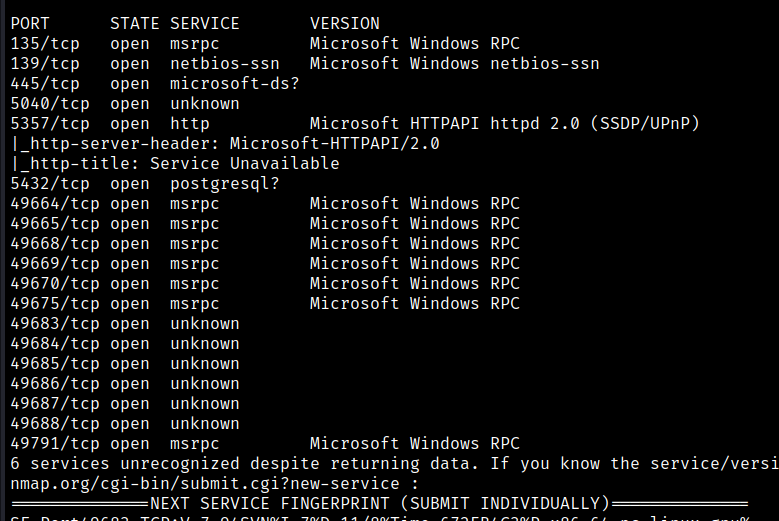 PORT STATE SERVICE VERSION
135/tcp open msrpc Microsoft Windows RPC
139/tcp open netbios-ssn Microsoft Windows netbios-ssn
445/tcp open microsoft-ds?
5040/tcp open unknown
5357/tcp open http Microsoft HTTPAPI httpd 2.0 (SSDP/UPnP)
|_http-server-header: Microsoft-HTTPAPI/2.0
|_http-title: Service Unavailable
5432/tcp open postgresql?
49664/tcp open msrpc Microsoft Windows RPC
49665/tcp open msrpc Microsoft Windows RPC
49668/tcp open msrpc Microsoft Windows RPC
49669/tcp open msrpc Microsoft Windows RPC
49670/tcp open msrpc Microsoft Windows RPC
49675/tcp open msrpc Microsoft Windows RPC
49683/tcp open unknown
49684/tcp open unknown
49685/tcp open unknown
49686/tcp open unknown
49687/tcp open unknown
49688/tcp open unknown
49791/tcp open msrpc Microsoft Windows RPC
6 services unrecognized despite returning data. If you know the service/versi
nmap.org/cgi-bin/submit.cgi?new-service :
==============NEXT SERVICE FINGERPRINT (SUBMIT INDIVIDUALLY)==============